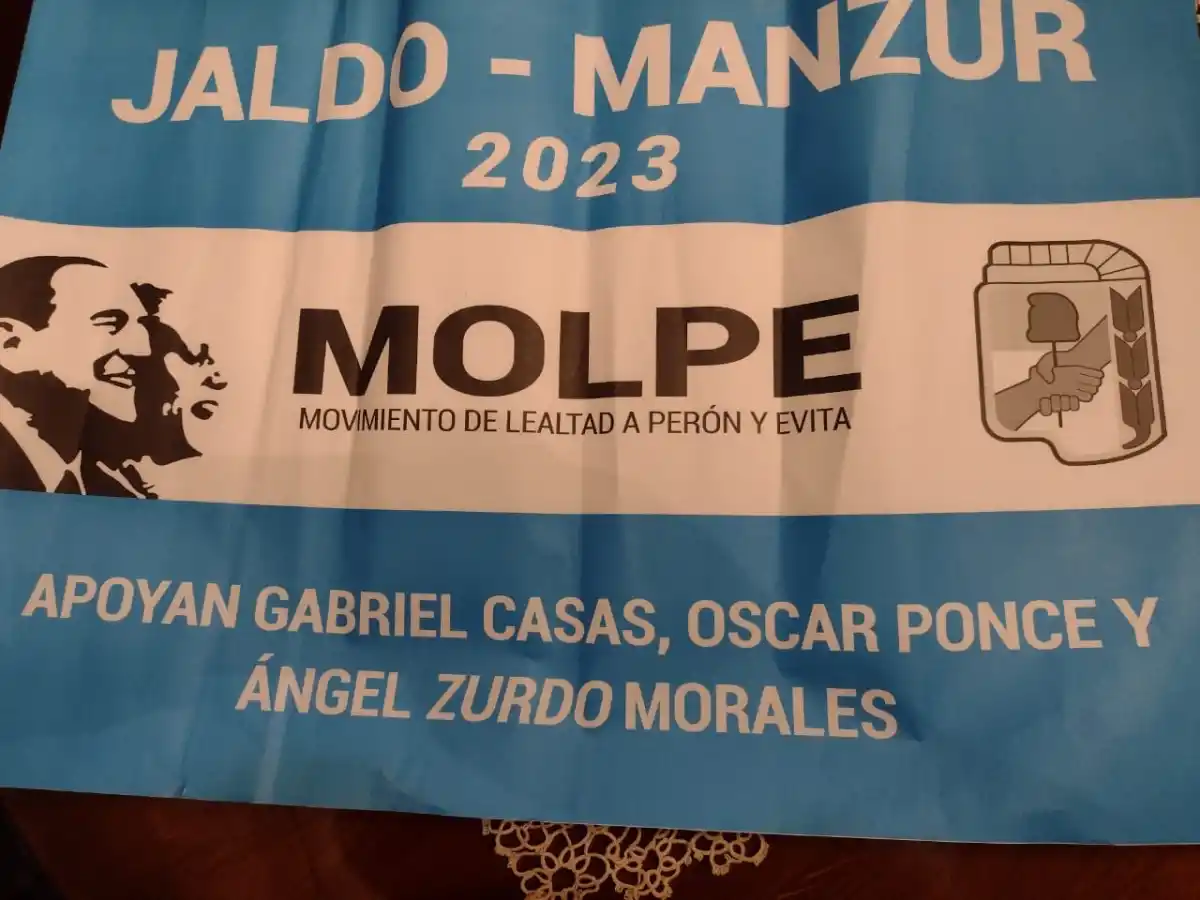 JALDO - MANZUR
2023
MOLPE
MOVIMIENTO DE LEALTAD A PERÓN Y EVITA
APOYAN GABRIEL CASAS, OSCAR PONCE Y
ÁNGEL ZURDO MORALES